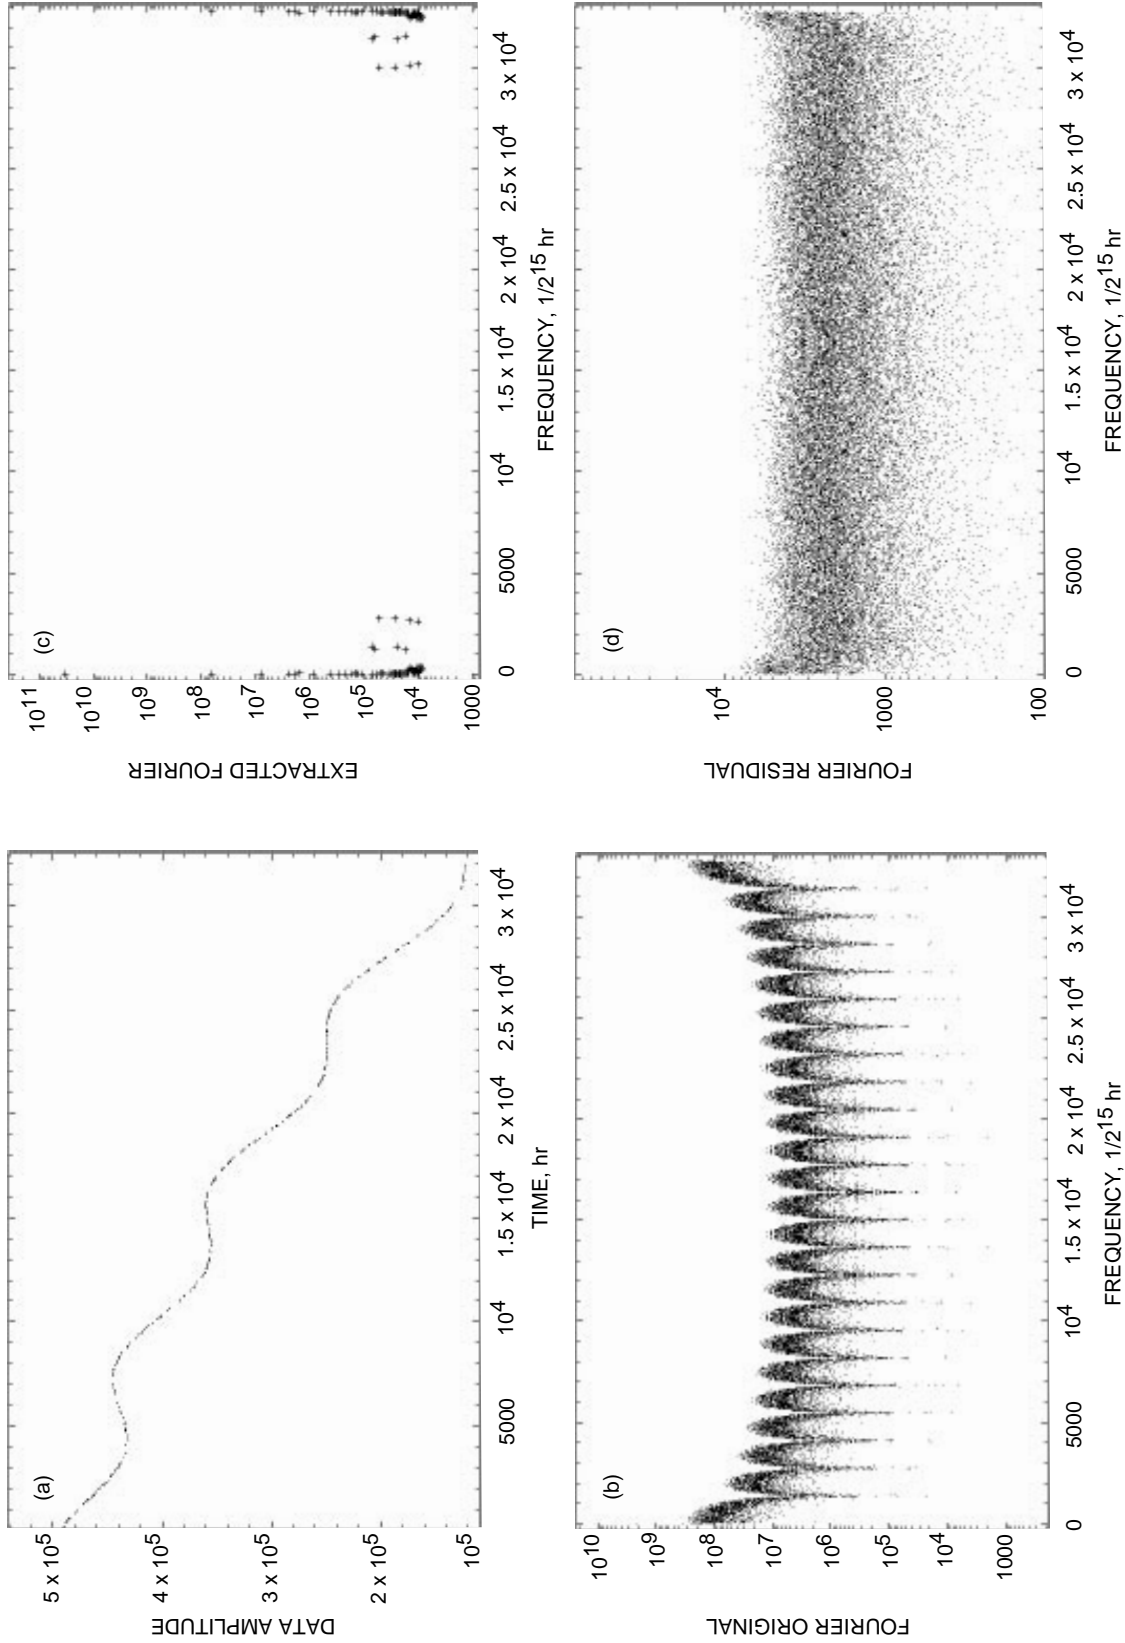 (a)
DATA AMPLITUDE
5 x 10^5
4 x 10^5
3 x 10^5
2 x 10^5
10^5
5000
10^4
1.5 x 10^4
2 x 10^4
2.5 x 10^4
3 x 10^4
TIME, hr
(c)
EXTRACTED FOURIER
10^11
10^10
10^9
10^8
10^7
10^6
10^5
10^4
1000
0
5000
10^4
1.5 x 10^4
2 x 10^4
2.5 x 10^4
3 x 10^4
FREQUENCY, 1/2^15 hr
(b)
FOURIER ORIGINAL
10^10
10^9
10^8
10^7
10^6
10^5
10^4
1000
0
5000
10^4
1.5 x 10^4
2 x 10^4
2.5 x 10^4
3 x 10^4
FREQUENCY, 1/2^15 hr
(d)
FOURIER RESIDUAL
10^4
1000
100
0
5000
10^4
1.5 x 10^4
2 x 10^4
2.5 x 10^4
3 x 10^4
FREQUENCY, 1/2^15 hr